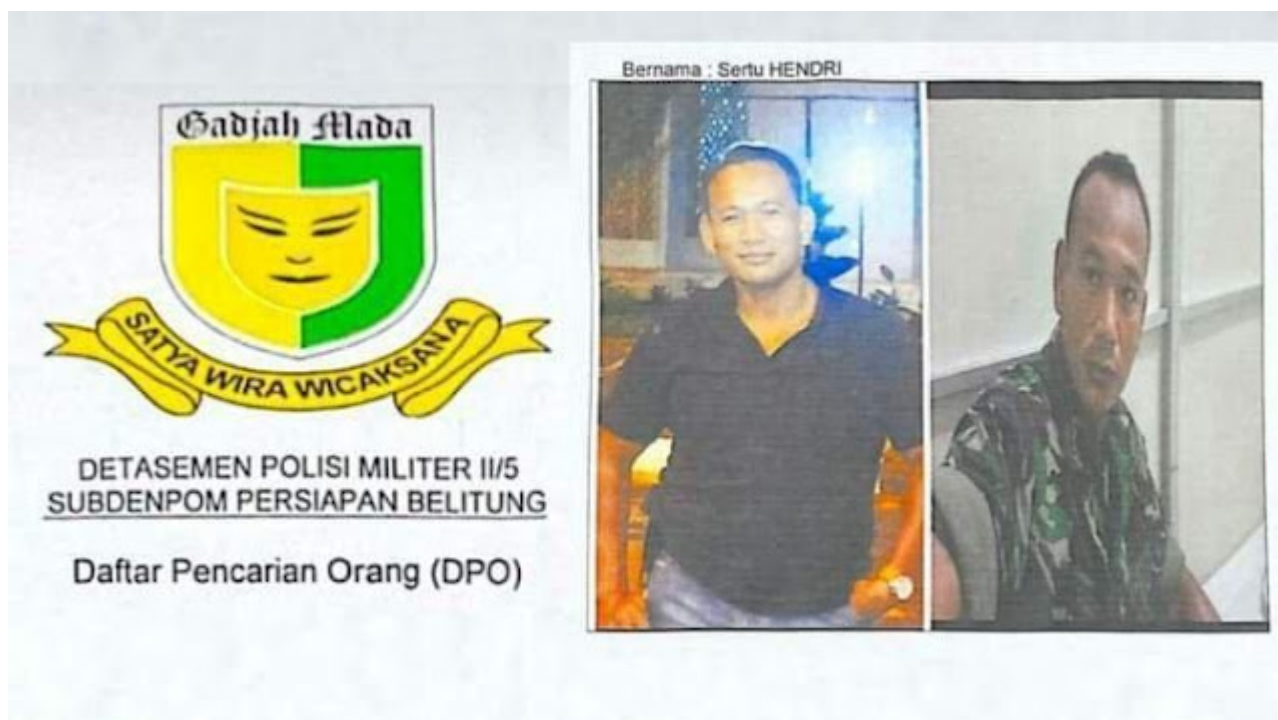 Gadjah Mada
SATYA WIRA WICAKSANA
DETASEMEN POLISI MILITER II/5
SUBDENPOM PERSIAPAN BELITUNG
Daftar Pencarian Orang (DPO)
Bernama : Sertu HENDRI